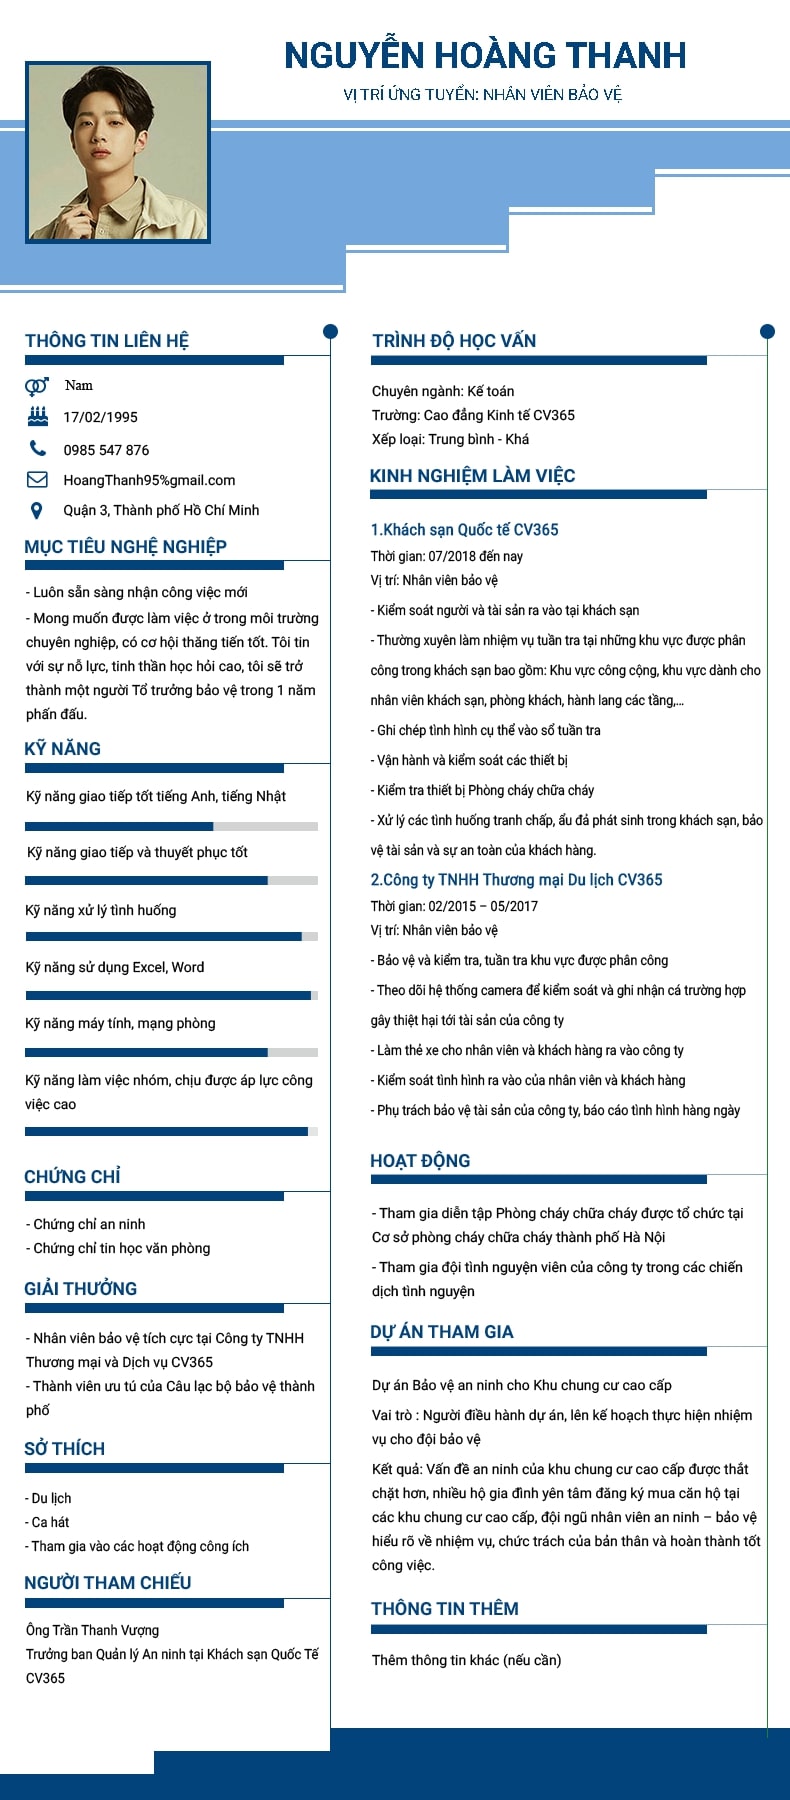 NGUYỄN HOÀNG THANH
VỊ TRÍ ỨNG TUYỂN: NHÂN VIÊN BẢO VỆ
THÔNG TIN LIÊN HỆ
Nam
17/02/1995
0985 547 876
HoangThanh95%gmail.com
Quận 3, Thành phố Hồ Chí Minh
MỤC TIÊU NGHỆ NGHIỆP
- Luôn sẵn sàng nhận công việc mới
- Mong muốn được làm việc ở trong môi trường
chuyên nghiệp, có cơ hội thăng tiến tốt. Tôi tin
với sự nỗ lực, tinh thần học hỏi cao, tôi sẽ trở
thành một người Tổ trưởng bảo vệ trong 1 năm
phấn đấu.
KỸ NĂNG
Kỹ năng giao tiếp tốt tiếng Anh, tiếng Nhật
Kỹ năng giao tiếp và thuyết phục tốt
Kỹ năng xử lý tình huống
Kỹ năng sử dụng Excel, Word
Kỹ năng máy tính, mạng phòng
Kỹ năng làm việc nhóm, chịu được áp lực công
việc cao
CHỨNG CHỈ
- Chứng chỉ an ninh
- Chứng chỉ tin học văn phòng
GIẢI THƯỞNG
- Nhân viên bảo vệ tích cực tại Công ty TNHH
Thương mại và Dịch vụ CV365
- Thành viên ưu tú của Câu lạc bộ bảo vệ thành
phố
SỞ THÍCH
- Du lịch
- Ca hát
- Tham gia vào các hoạt động công ích
NGƯỜI THAM CHIẾU
Ông Trần Thanh Vượng
Trưởng ban Quản lý An ninh tại Khách sạn Quốc Tế
CV365
TRÌNH ĐỘ HỌC VẤN
Chuyên ngành: Kế toán
Trường: Cao đẳng Kinh tế CV365
Xếp loại: Trung bình - Khá
KINH NGHIỆM LÀM VIỆC
1.Khách sạn Quốc tế CV365
Thời gian: 07/2018 đến nay
Vị trí: Nhân viên bảo vệ
- Kiểm soát người và tài sản ra vào tại khách sạn
- Thường xuyên làm nhiệm vụ tuần tra tại những khu vực được phân
công trong khách sạn bao gồm: Khu vực công cộng, khu vực dành cho
nhân viên khách sạn, phòng khách, hành lang các tầng,...
- Ghi chép tình hình cụ thể vào sổ tuần tra
- Vận hành và kiểm soát các thiết bị
- Kiểm tra thiết bị Phòng cháy chữa cháy
- Xử lý các tình huống tranh chấp, ẩu đả phát sinh trong khách sạn, bảo
vệ tài sản và sự an toàn của khách hàng.
2.Công ty TNHH Thương mại Du lịch CV365
Thời gian: 02/2015 – 05/2017
Vị trí: Nhân viên bảo vệ
- Bảo vệ và kiểm tra, tuần tra khu vực được phân công
- Theo dõi hệ thống camera để kiểm soát và ghi nhận cá trường hợp
gây thiệt hại tới tài sản của công ty
- Làm thẻ xe cho nhân viên và khách hàng ra vào công ty
- Kiểm soát tình hình ra vào của nhân viên và khách hàng
- Phụ trách bảo vệ tài sản của công ty, báo cáo tình hình hàng ngày
HOẠT ĐỘNG
- Tham gia diễn tập Phòng cháy chữa cháy được tổ chức tại
Cơ sở phòng cháy chữa cháy thành phố Hà Nội
- Tham gia đội tình nguyện viên của công ty trong các chiến
dịch tình nguyện
DỰ ÁN THAM GIA
Dự án Bảo vệ an ninh cho Khu chung cư cao cấp
Vai trò : Người điều hành dự án, lên kế hoạch thực hiện nhiệm
vụ cho đội bảo vệ
Kết quả: Vấn đề an ninh của khu chung cư cao cấp được thắt
chặt hơn, nhiều hộ gia đình yên tâm đăng ký mua căn hộ tại
các khu chung cư cao cấp, đội ngũ nhân viên an ninh – bảo vệ
hiểu rõ về nhiệm vụ, chức trách của bản thân và hoàn thành tốt
công việc.
THÔNG TIN THÊM
Thêm thông tin khác (nếu cần)